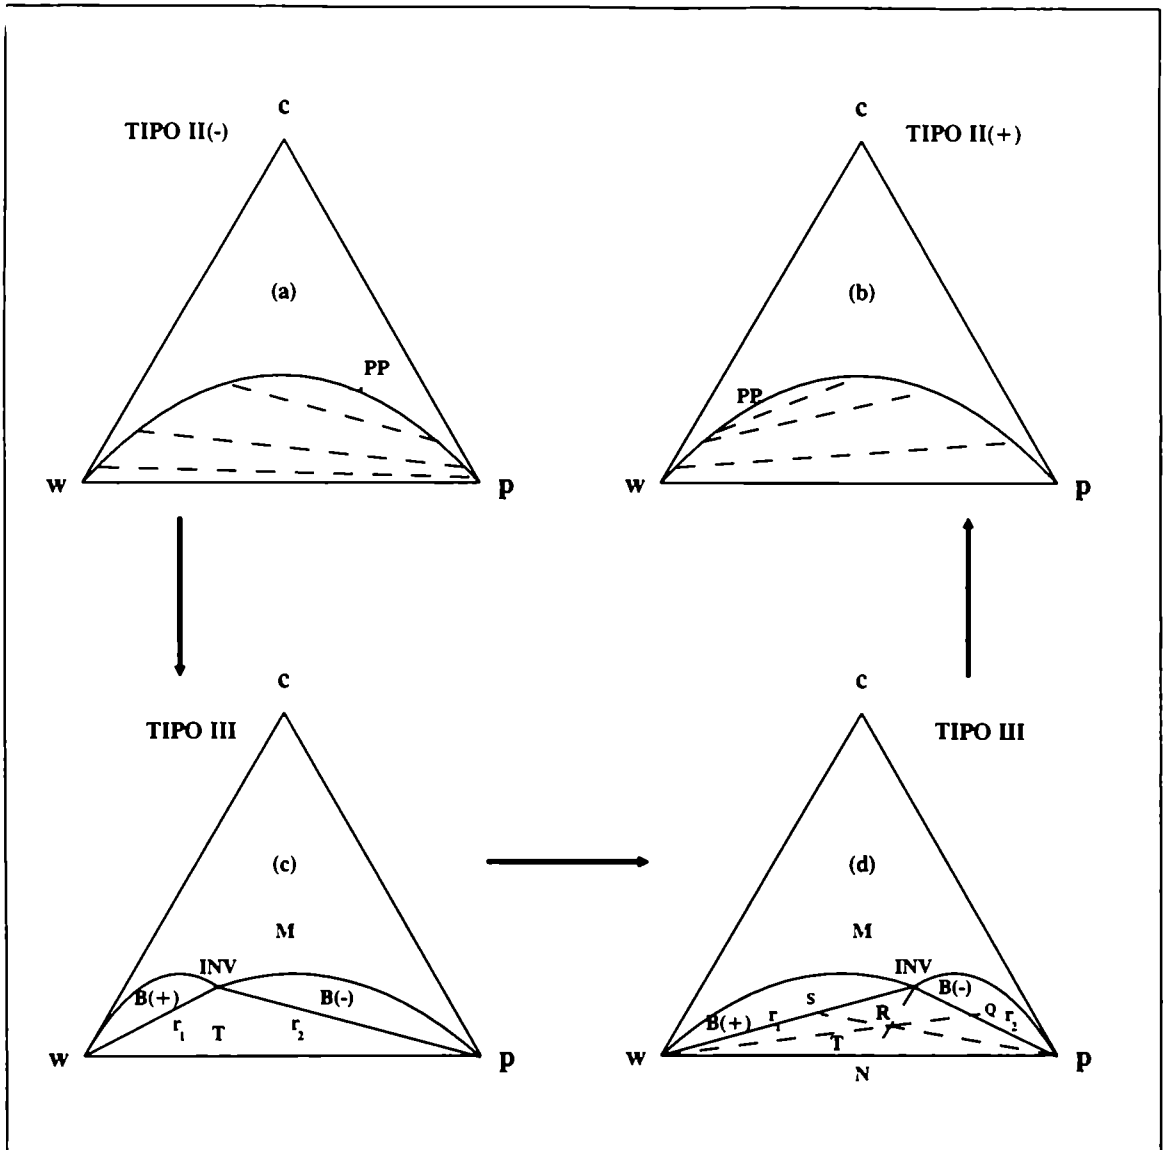 c
TIPO II(-)
(a)
PP
w
p
c
TIPO II(+)
(b)
PP
w
p
c
TIPO III
(c)
M
INV
B(+)
B(-)
r1
T
r2
w
p
c
TIPO III
(d)
M
INV
B(-)
S
Q
B(+)
r1
R
r2
T
w
p
N